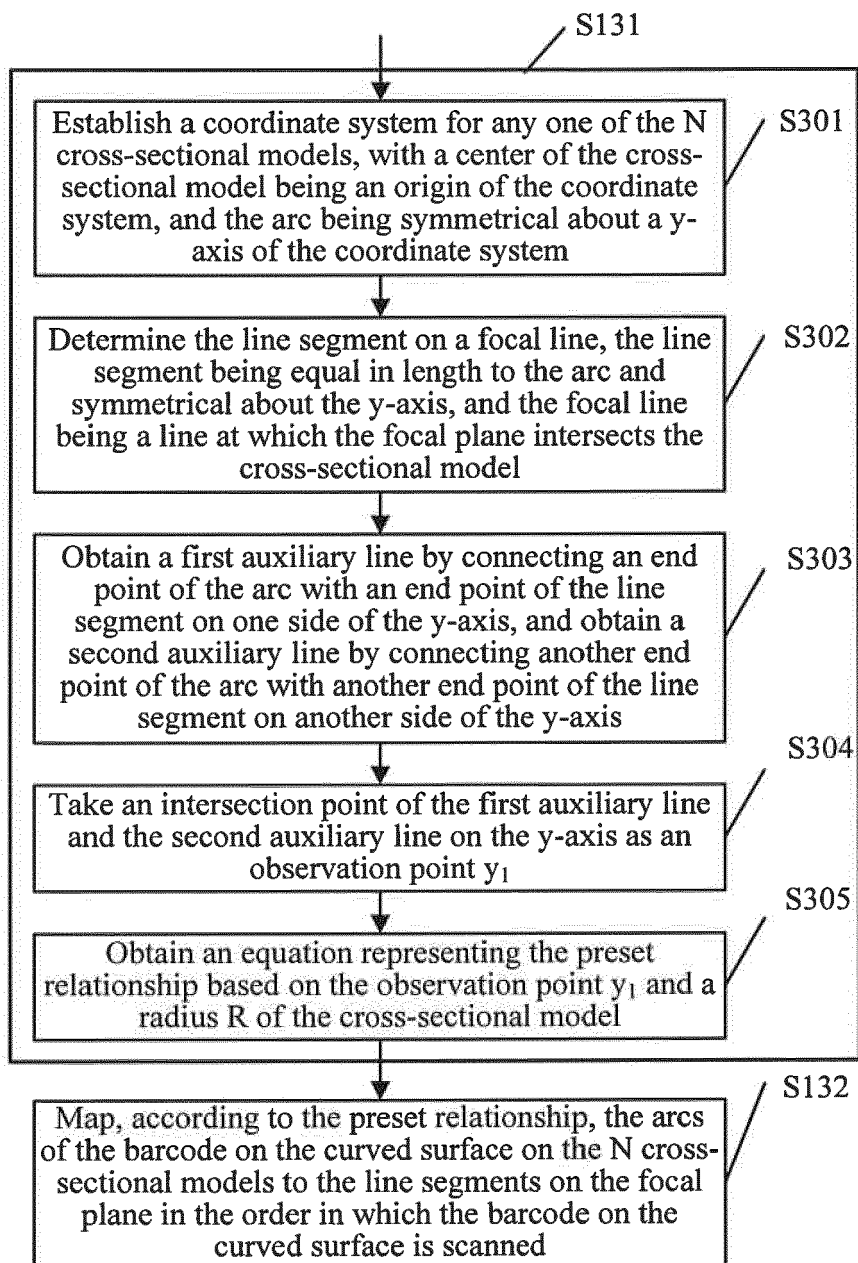 S131
Establish a coordinate system for any one of the N
cross-sectional models, with a center of the cross-
sectional model being an origin of the coordinate
system, and the arc being symmetrical about a y-
axis of the coordinate system
S301
Determine the line segment on a focal line, the line
segment being equal in length to the arc and
symmetrical about the y-axis, and the focal line
being a line at which the focal plane intersects the
cross-sectional model
S302
Obtain a first auxiliary line by connecting an end
point of the arc with an end point of the line
segment on one side of the y-axis, and obtain a
second auxiliary line by connecting another end
point of the arc with another end point of the line
segment on another side of the y-axis
S303
Take an intersection point of the first auxiliary line
and the second auxiliary line on the y-axis as an
observation point y₁
S304
Obtain an equation representing the preset
relationship based on the observation point y₁ and a
radius R of the cross-sectional model
S305
Map, according to the preset relationship, the arcs
of the barcode on the curved surface on the N cross-
sectional models to the line segments on the focal
plane in the order in which the barcode on the
curved surface is scanned
S132